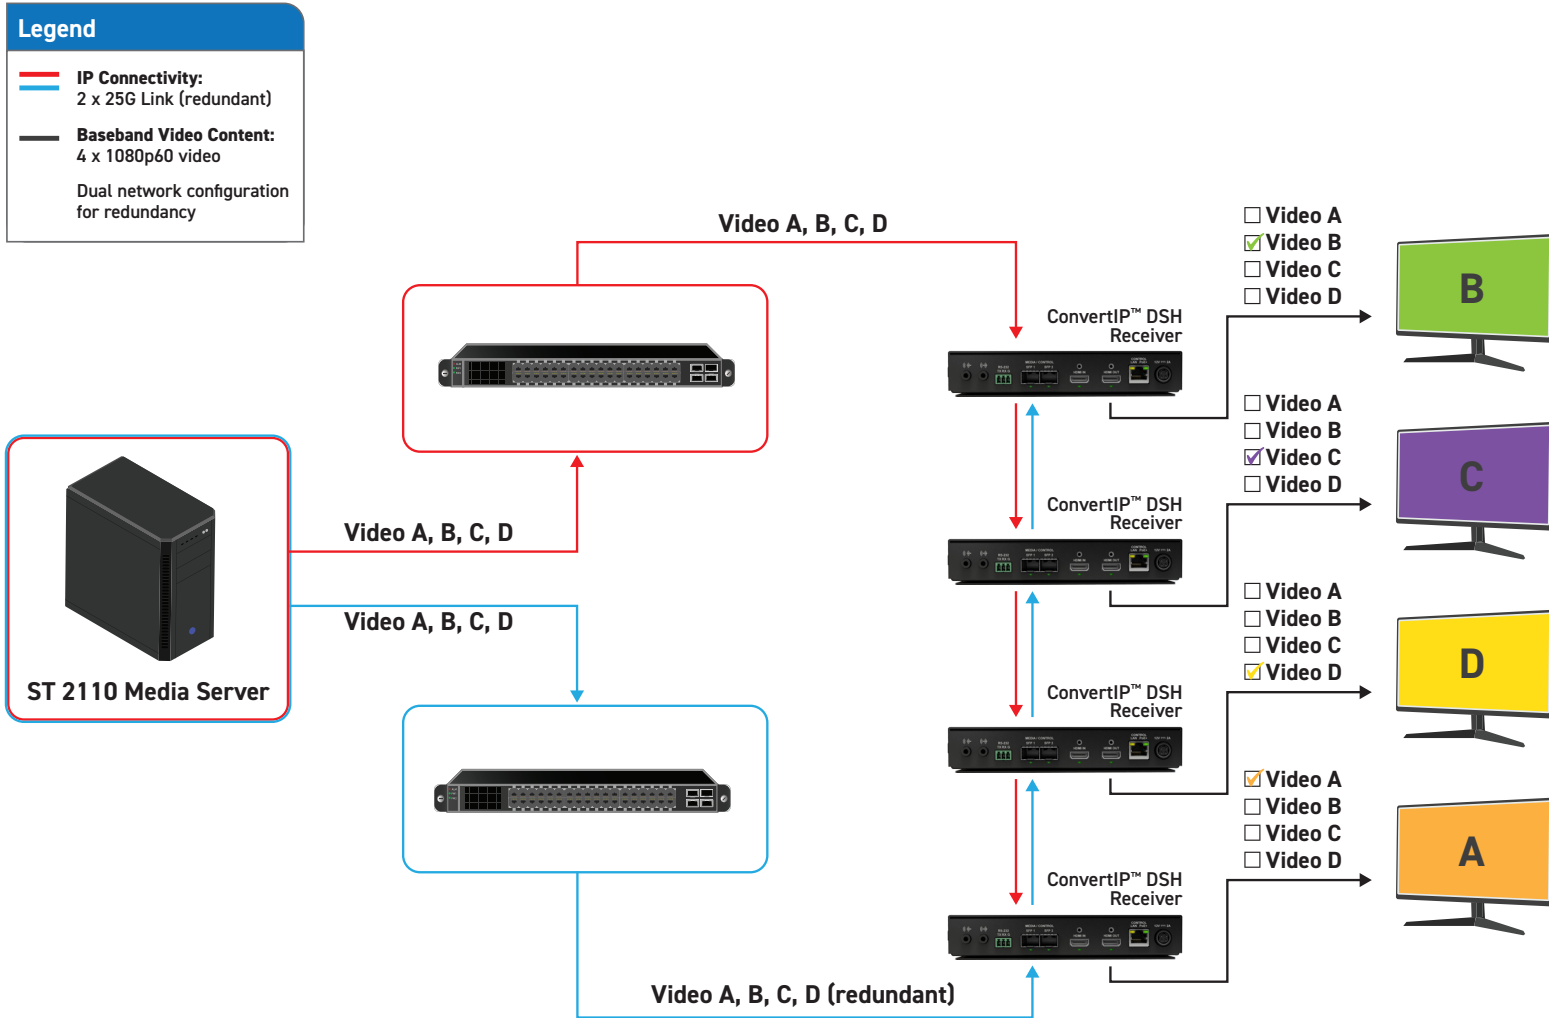 Legend
IP Connectivity:
2 x 25G Link (redundant)
Baseband Video Content:
4 x 1080p60 video
Dual network configuration
for redundancy
Video A, B, C, D
Video A, B, C, D
Video A, B, C, D
ST 2110 Media Server
Video A, B, C, D (redundant)
ConvertIP™ DSH
Receiver
Video A
Video B
Video C
Video D
B
ConvertIP™ DSH
Receiver
Video A
Video B
Video C
Video D
C
ConvertIP™ DSH
Receiver
Video A
Video B
Video C
Video D
D
ConvertIP™ DSH
Receiver
Video A
Video B
Video C
Video D
A